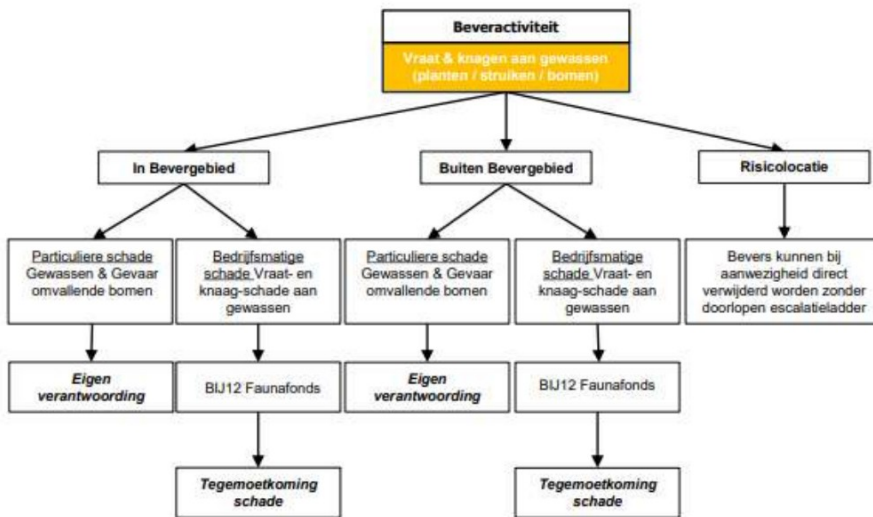 Beveractiviteit
Vraat & knagen aan gewassen
(planten / struiken / bomen)
In Bevergebied
Buiten Bevergebied
Risicolocatie
Particuliere schade
Gewassen & Gevaar
omvallende bomen
Bedrijfsmatige
schade Vraat- en
knaag-schade aan
gewassen
Particuliere schade
Gewassen & Gevaar
omvallende bomen
Bedrijfsmatige
schade Vraat- en
knaag-schade aan
gewassen
Bevers kunnen bij
aanwezigheid direct
verwijderd worden zonder
doorlopen escalatieladder
Eigen
verantwoording
BIJ12 Faunafonds
Eigen
verantwoording
BIJ12 Faunafonds
Tegemoetkoming
schade
Tegemoetkoming
schade